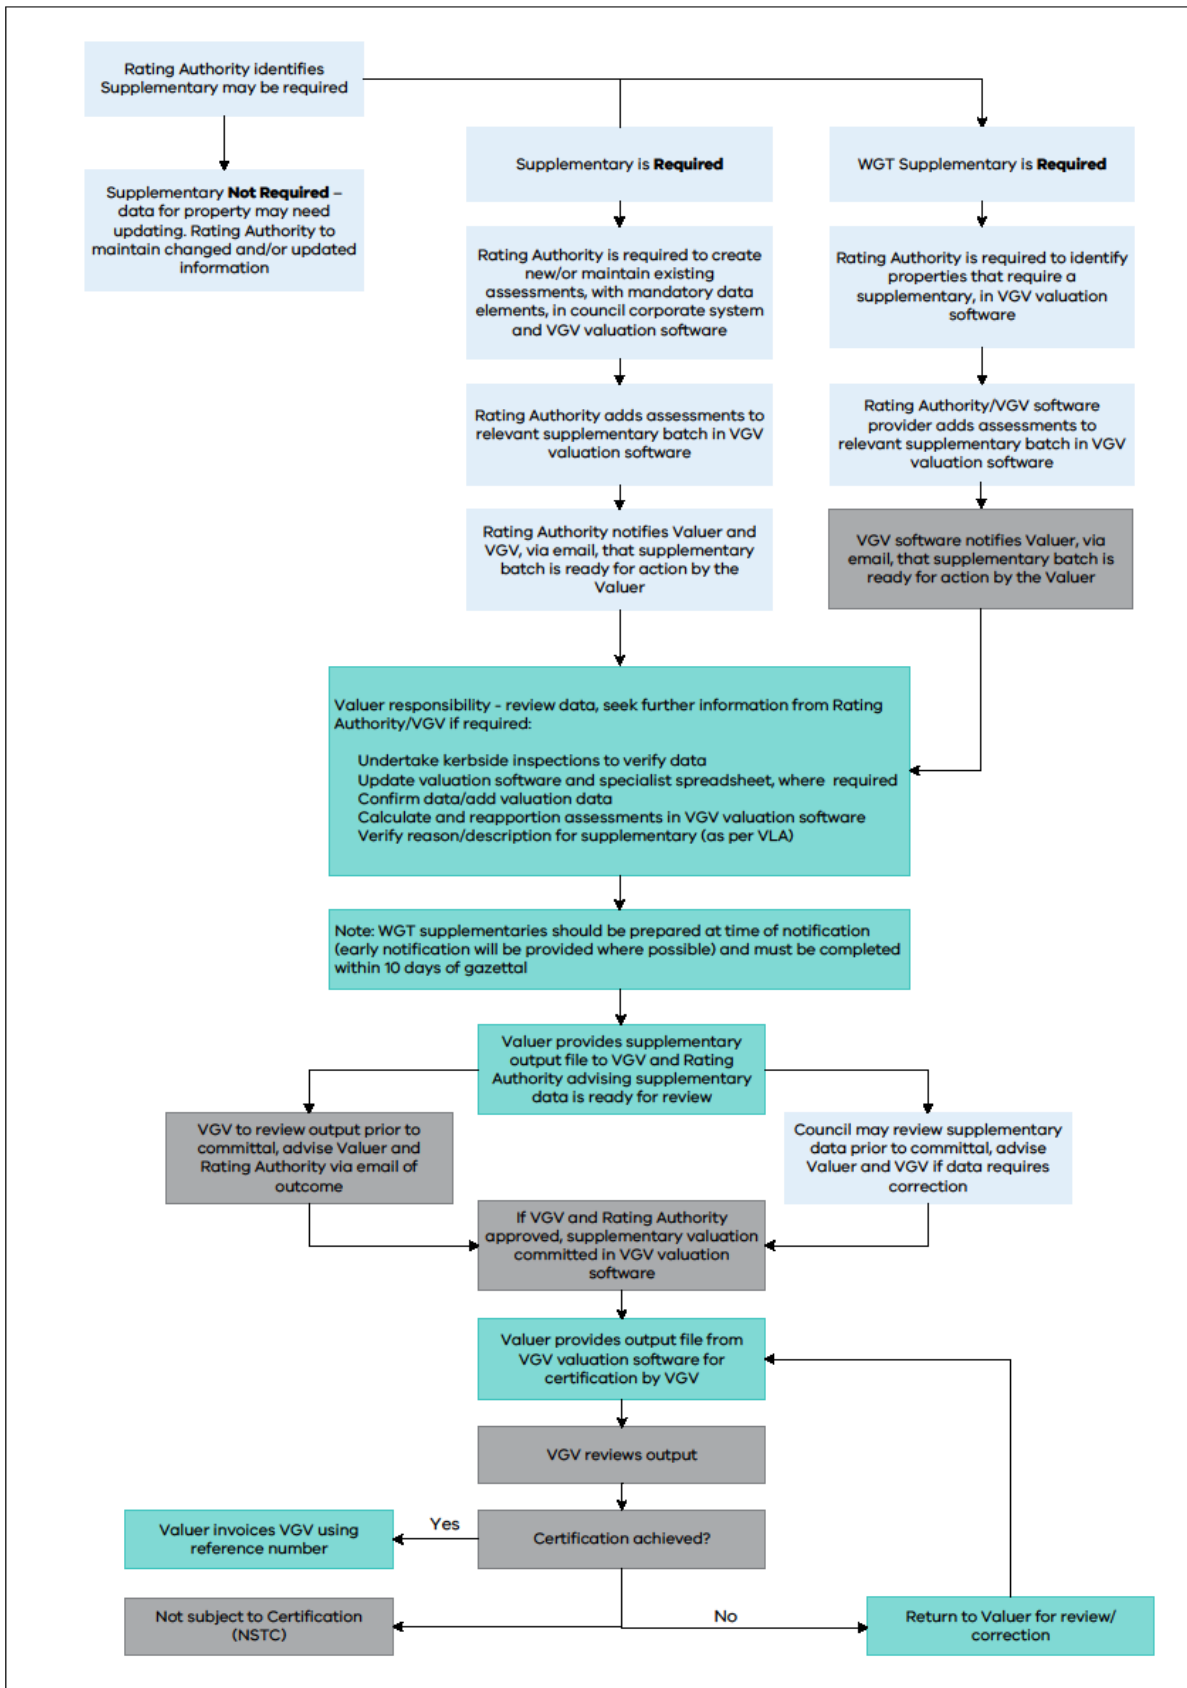 Rating Authority identifies
Supplementary may be required
Supplementary Not Required –
data for property may need
updating. Rating Authority to
maintain changed and/or updated
information
Supplementary is Required
WGT Supplementary is Required
Rating Authority is required to create
new/or maintain existing
assessments, with mandatory data
elements, in council corporate system
and VGV valuation software
Rating Authority is required to identify
properties that require a
supplementary, in VGV valuation
software
Rating Authority adds assessments to
relevant supplementary batch in VGV
valuation software
Rating Authority/VGV software
provider adds assessments to
relevant supplementary batch in VGV
valuation software
Rating Authority notifies Valuer and
VGV, via email, that supplementary
batch is ready for action by the
Valuer
VGV software notifies Valuer, via
email, that supplementary batch is
ready for action by the Valuer
Valuer responsibility - review data, seek further information from Rating
Authority/VGV if required:
Undertake kerbside inspections to verify data
Update valuation software and specialist spreadsheet, where required
Confirm data/add valuation data
Calculate and reapportion assessments in VGV valuation software
Verify reason/description for supplementary (as per VLA)
Note: WGT supplementaries should be prepared at time of notification
(early notification will be provided where possible) and must be completed
within 10 days of gazettal
Valuer provides supplementary
output file to VGV and Rating
Authority advising supplementary
data is ready for review
VGV to review output prior to
committal, advise Valuer and
Rating Authority via email of
outcome
Council may review supplementary
data prior to committal, advise
Valuer and VGV if data requires
correction
If VGV and Rating Authority
approved, supplementary valuation
committed in VGV valuation
software
Valuer provides output file from
VGV valuation software for
certification by VGV
VGV reviews output
Certification achieved?
Yes
Valuer invoices VGV using
reference number
Not subject to Certification
(NSTC)
No
Return to Valuer for review/
correction